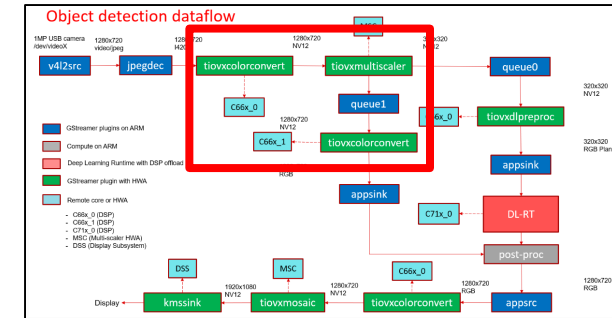 Object detection dataflow
1MP USB camera
/dev/videoX
1280x720
video/jpeg
1280x720
1280x720
NV12
MSC
320
v4l2src
jpegdec
tiovxcolorconvert
tiovxmultiscaler
queue0
C66x_0
queue1
320x320
NV12
tiovxdlpreproc
1280x720
NV12
C66x_1
tiovxcolorconvert
320x320
RGB Plan
RGB
appsink
appsink
GStreamer plugins on ARM
Compute on ARM
Deep Learning Runtime with DSP offload
GStreamer plugin with HWA
Remote core or HWA
- C66x_0 (DSP)
- C66x_1 (DSP)
- C71x_0 (DSP)
- MSC (Multi-scaler HWA)
- DSS (Display Subsystem)
C71x_0
DL-RT
post-proc
DSS
MSC
C66x_0
1920x1080
NV12
1280x720
NV12
1280x720
RGB
1280x720
RGB
Display
kmssink
tiovxmosaic
tiovxcolorconvert
appsrc